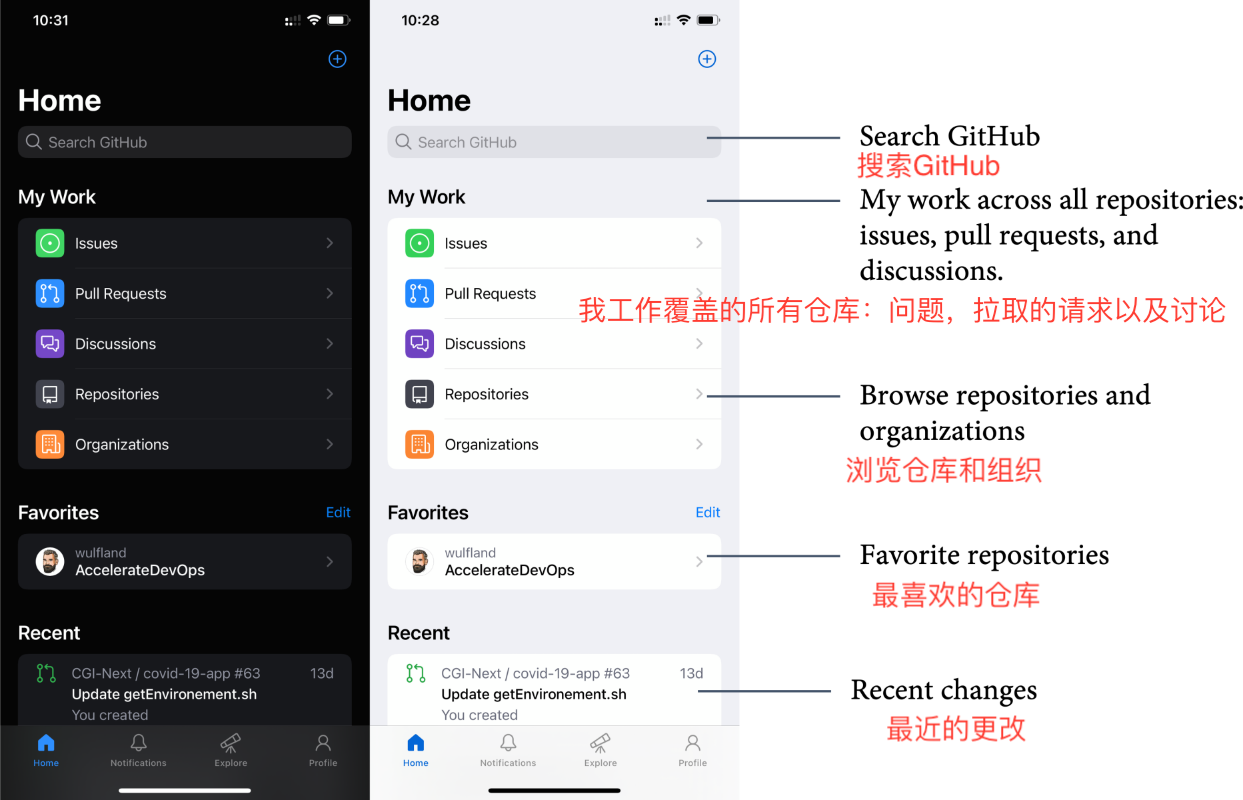 10:31
Home
Search GitHub
My Work
Issues
Pull Requests
Discussions
Repositories
Organizations
Favorites Edit
wulfland
AccelerateDevOps
Recent
CGI-Next / covid-19-app #63 13d
Update getEnvironement.sh
You created
Home Notifications Explore Profile
10:28
Home
Search GitHub
My Work
Issues
Pull Requests
Discussions
Repositories
Organizations
Favorites Edit
wulfland
AccelerateDevOps
Recent
CGI-Next / covid-19-app #63 13d
Update getEnvironement.sh
You created
Home Notifications Explore Profile
Search GitHub
搜索GitHub
My work across all repositories:
issues, pull requests, and
discussions.
我工作覆盖的所有仓库：问题，拉取的请求以及讨论
Browse repositories and
organizations
浏览仓库和组织
Favorite repositories
最喜欢的仓库
Recent changes
最近的更改